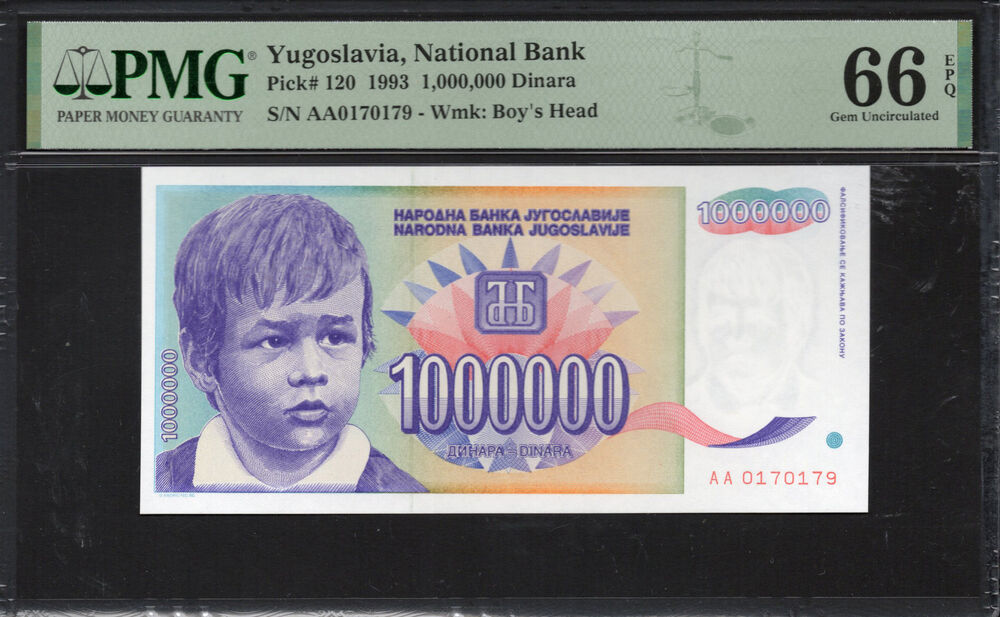 PMG®
PAPER MONEY GUARANTY
Yugoslavia, National Bank
Pick# 120 1993 1,000,000 Dinara
S/N AA0170179 - Wmk: Boy's Head
66
EPQ
Gem Uncirculated
НАРОДНА БАНКА ЈУГОСЛАВИЈЕ
NARODNA BANKA JUGOSLAVIJE
1000000
ФАЛСИФИКОВАЊЕ СЕ КАЖЊАВА ПО ЗАКОНУ
ЈНБ
1000000
1000000
ДИНАРА – DINARA
AA 0170179